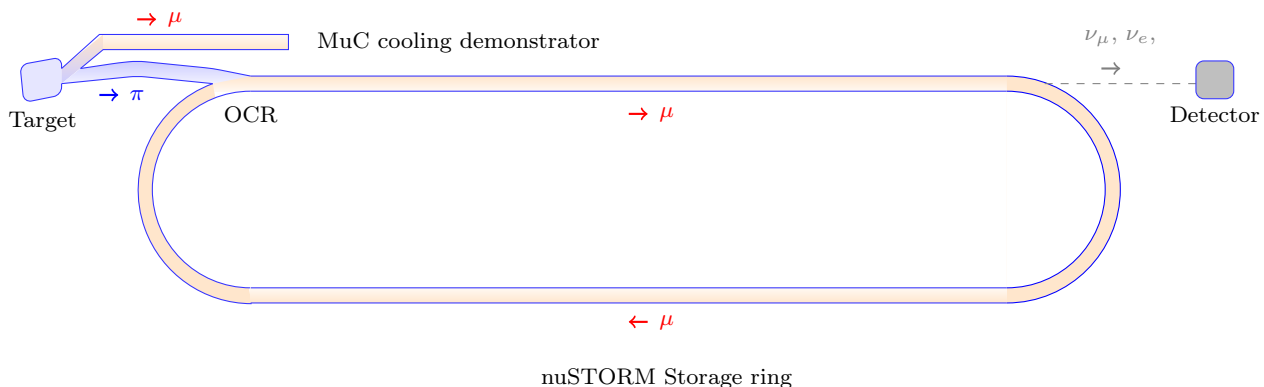 → μ
MuC cooling demonstrator
ν_μ, ν_e,
→
→ π
Target
OCR
→ μ
Detector
← μ
nuSTORM Storage ring